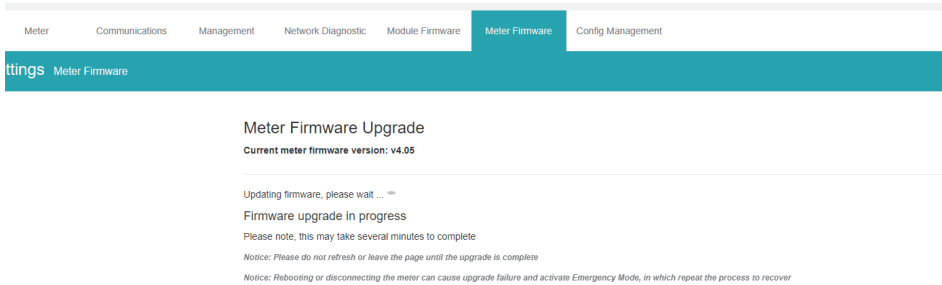 Meter Communications Management Network Diagnostic Module Firmware Meter Firmware Config Management
ttings Meter Firmware
Meter Firmware Upgrade
Current meter firmware version: v4.05
Updating firmware, please wait ...
Firmware upgrade in progress
Please note, this may take several minutes to complete
Notice: Please do not refresh or leave the page until the upgrade is complete
Notice: Rebooting or disconnecting the meter can cause upgrade failure and activate Emergency Mode, in which repeat the process to recover